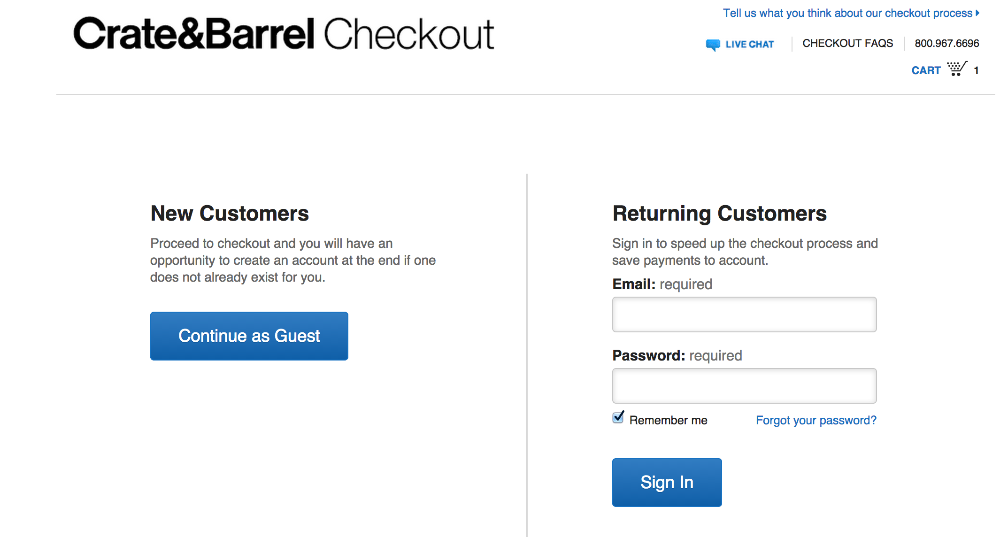 Crate&Barrel Checkout
Tell us what you think about our checkout process
LIVE CHAT
CHECKOUT FAQS
800.967.6696
CART 1
New Customers
Proceed to checkout and you will have an
opportunity to create an account at the end if one
does not already exist for you.
Continue as Guest
Returning Customers
Sign in to speed up the checkout process and
save payments to account.
Email: required
Password: required
Remember me
Forgot your password?
Sign In